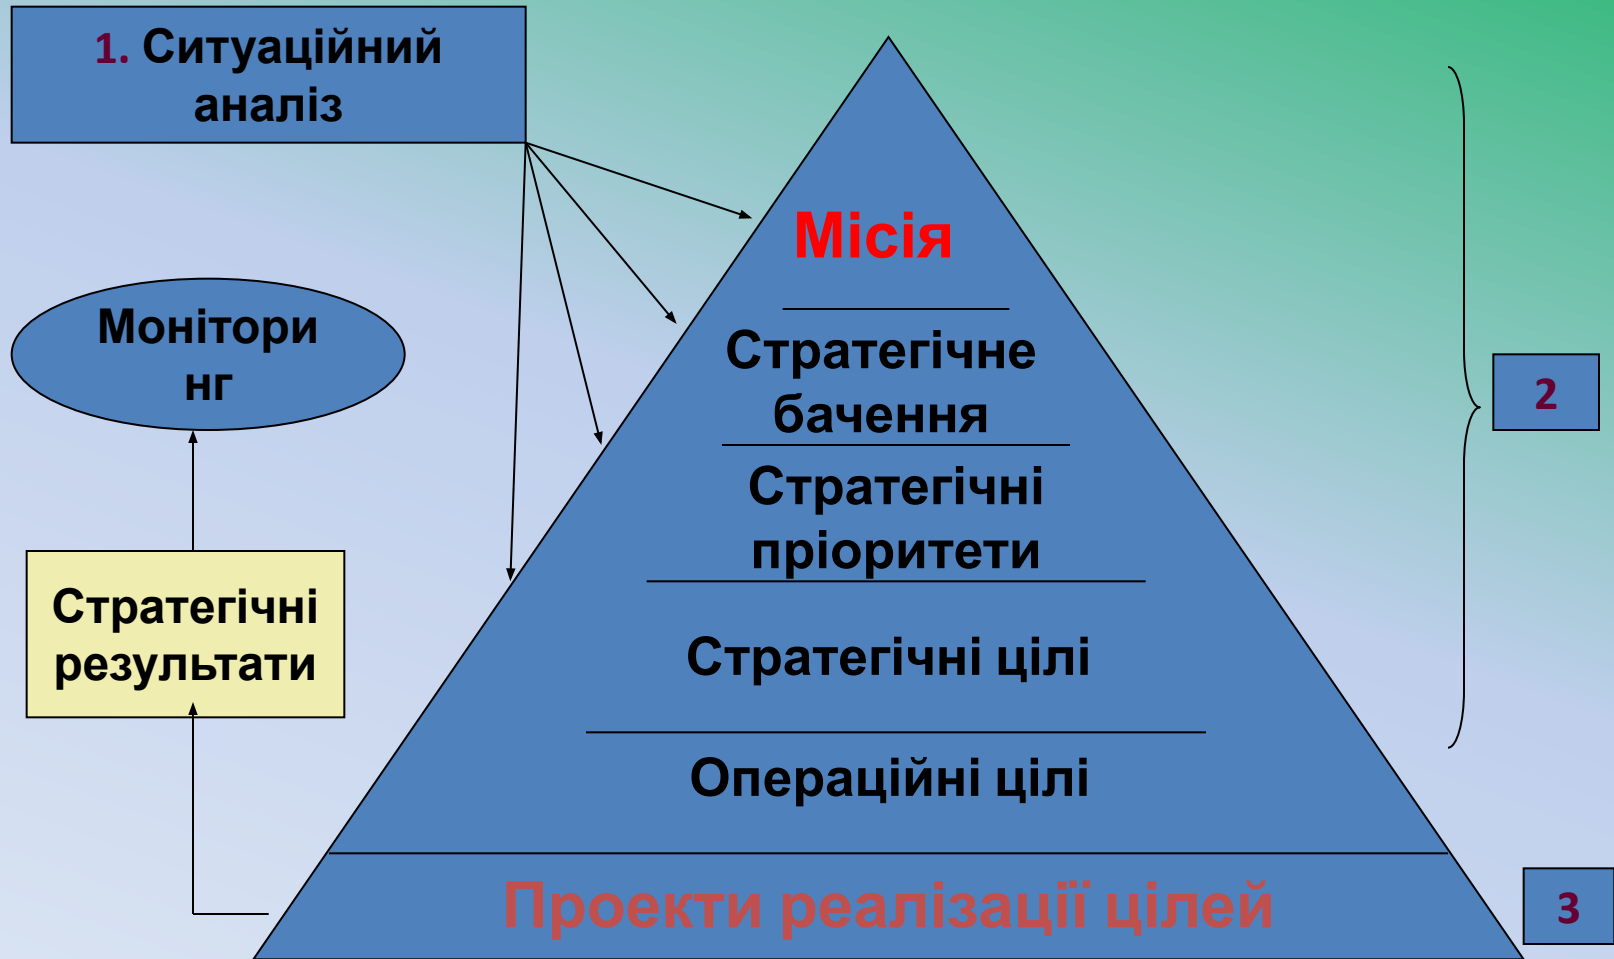 1. Ситуаційний
аналіз
Місія
Монітори
нг
Стратегічне
бачення
2
Стратегічні
пріоритети
Стратегічні
результати
Стратегічні цілі
Операційні цілі
Проекти реалізації цілей
3